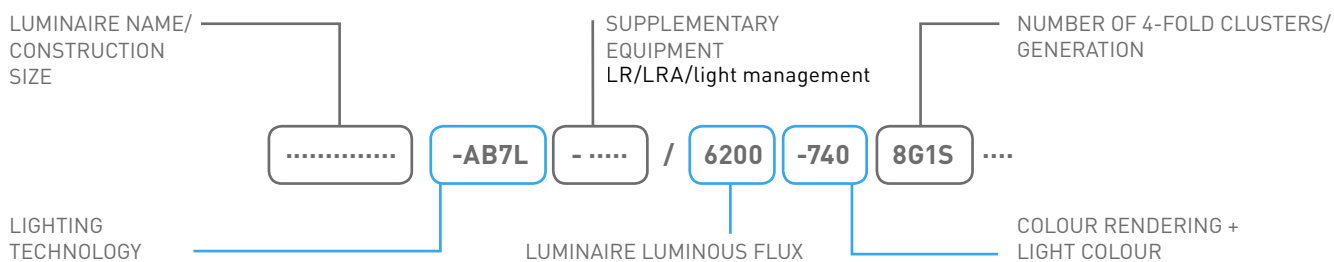 LUMINAIRE NAME/
CONSTRUCTION
SIZE
SUPPLEMENTARY
EQUIPMENT
LR/LRA/light management
NUMBER OF 4-FOLD CLUSTERS/
GENERATION
.............. -AB7L - ..... / 6200 -740 8G1S ....
LIGHTING
TECHNOLOGY
LUMINAIRE LUMINOUS FLUX
COLOUR RENDERING +
LIGHT COLOUR